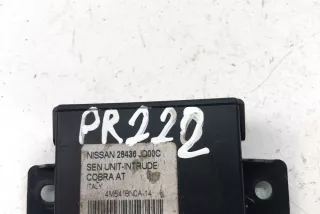 PR222
NISSAN 28436 JD00C
SEN UNIT-INTRUDE
COBRA AT
ITALY